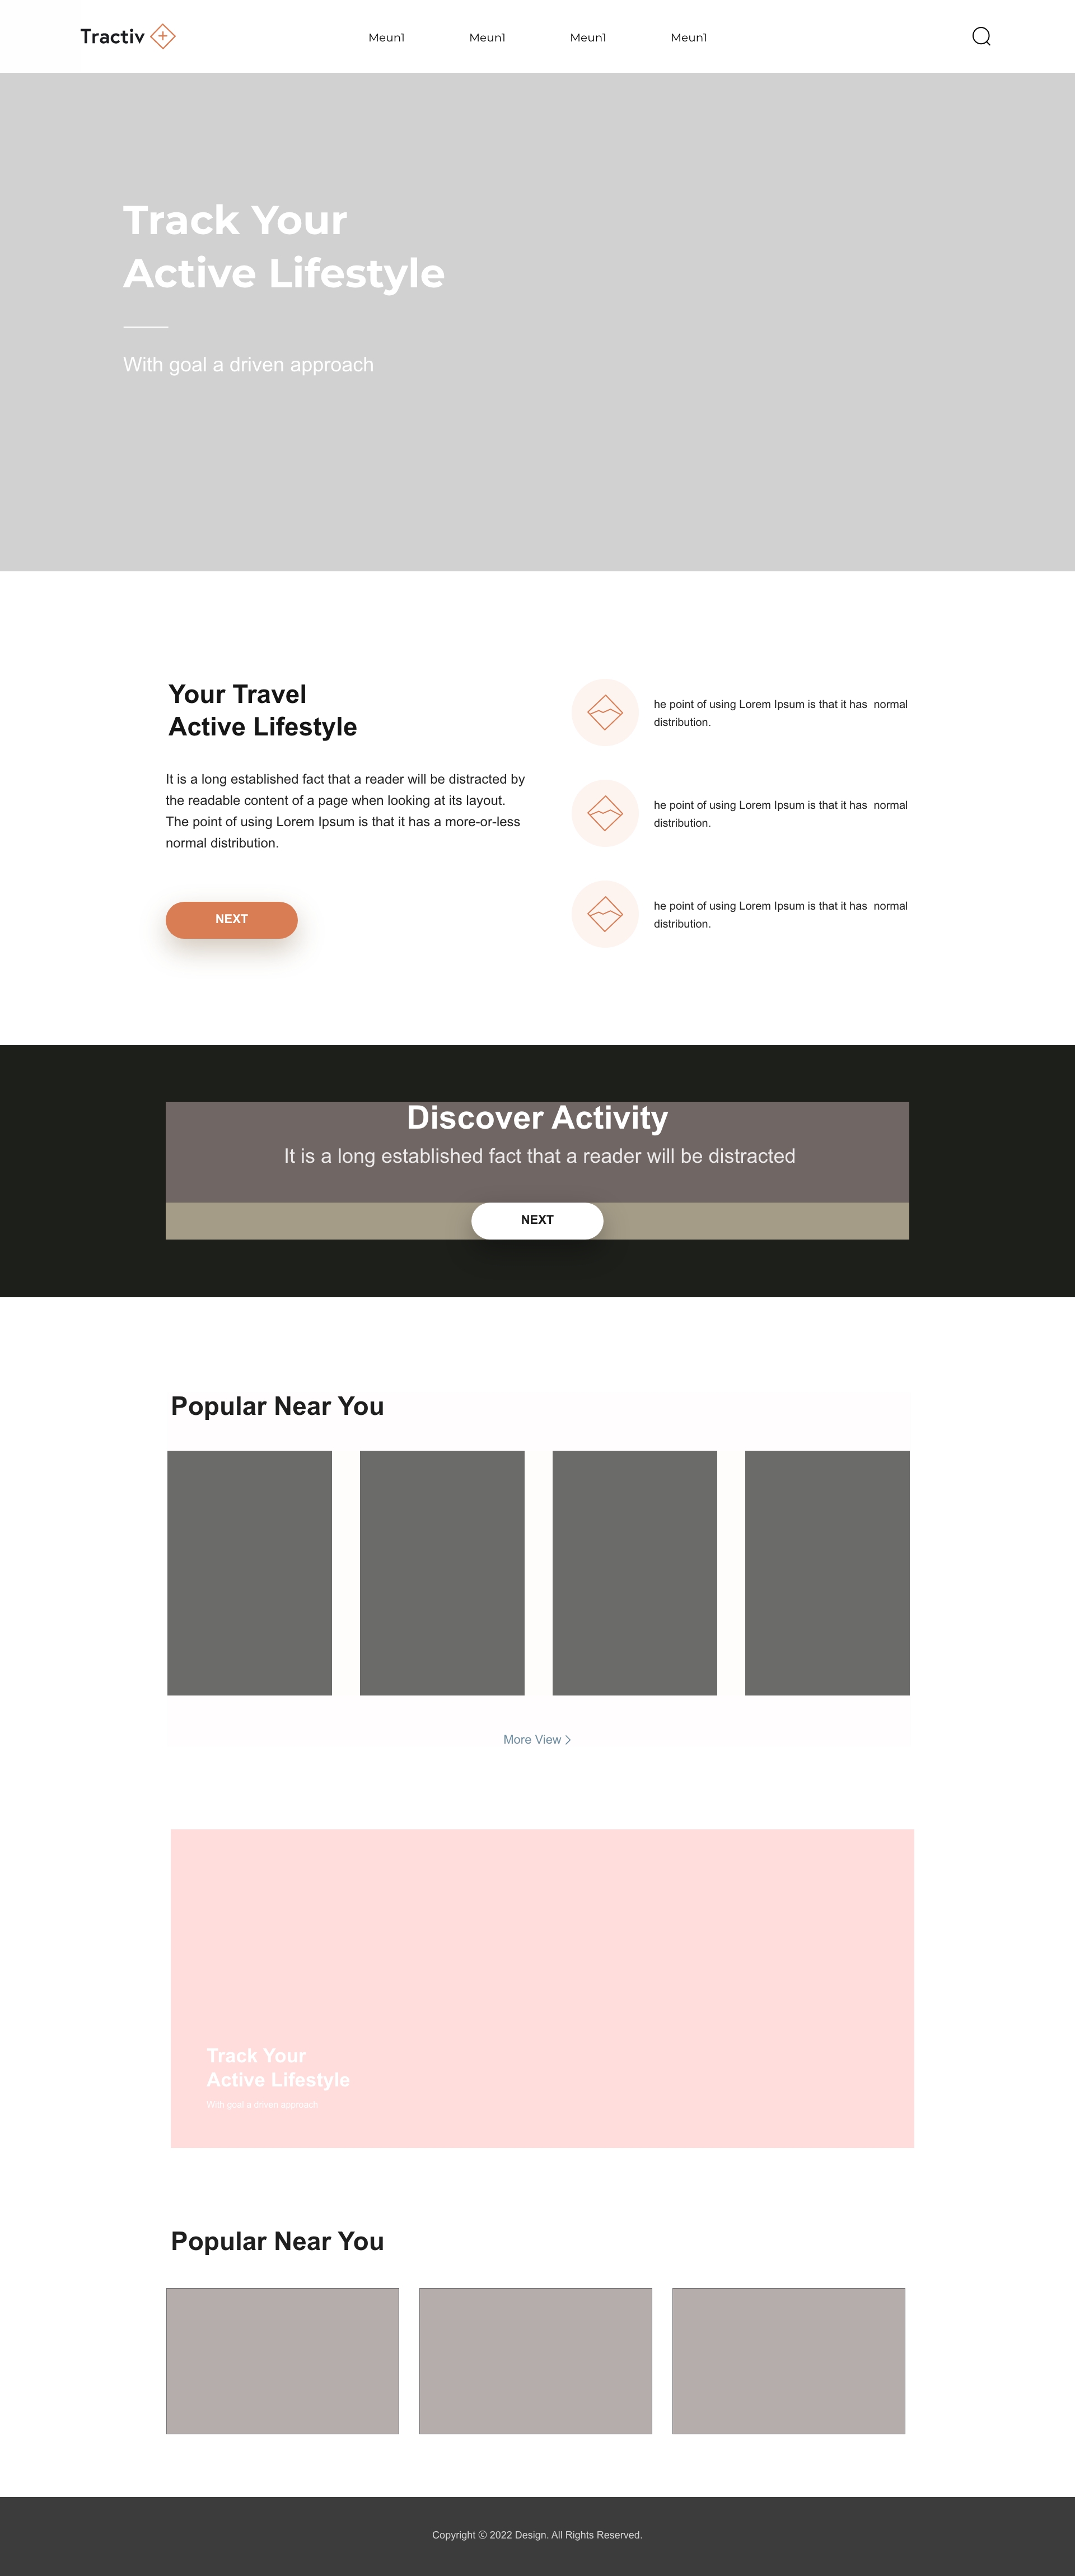 Tractiv
Meun1 Meun1 Meun1 Meun1
Track Your
Active Lifestyle
With goal a driven approach
Your Travel
Active Lifestyle
It is a long established fact that a reader will be distracted by
the readable content of a page when looking at its layout.
The point of using Lorem Ipsum is that it has a more-or-less
normal distribution.
NEXT
he point of using Lorem Ipsum is that it has  normal
distribution.
he point of using Lorem Ipsum is that it has  normal
distribution.
he point of using Lorem Ipsum is that it has  normal
distribution.
Discover Activity
It is a long established fact that a reader will be distracted
NEXT
Popular Near You
More View >
Track Your
Active Lifestyle
With goal a driven approach
Popular Near You
Copyright © 2022 Design. All Rights Reserved.